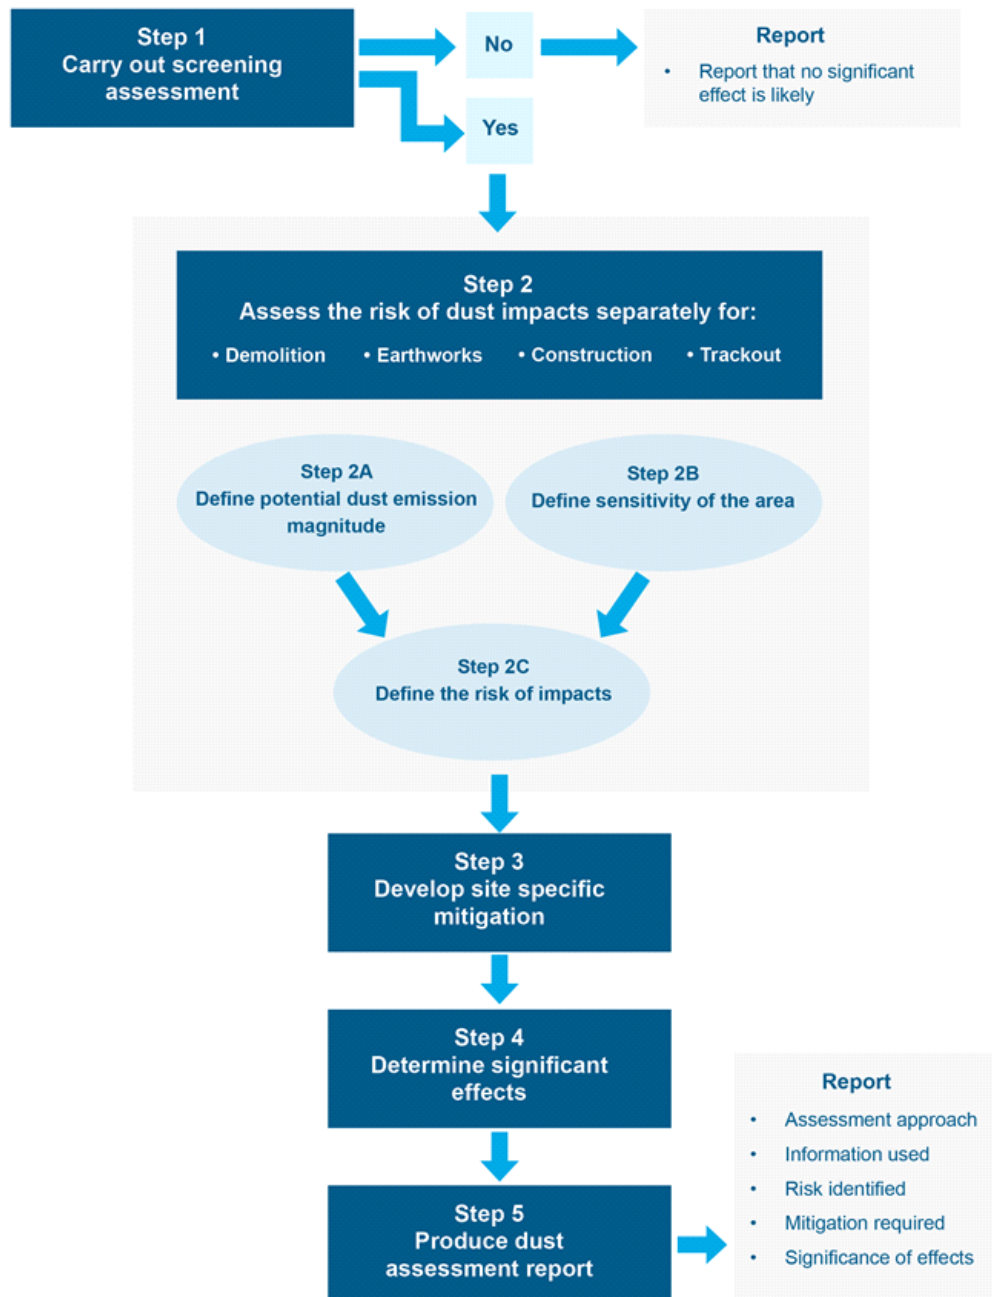 Step 1
Carry out screening
assessment
No
Yes
Report
• Report that no significant
effect is likely
Step 2
Assess the risk of dust impacts separately for:
• Demolition • Earthworks • Construction • Trackout
Step 2A
Define potential dust emission
magnitude
Step 2B
Define sensitivity of the area
Step 2C
Define the risk of impacts
Step 3
Develop site specific
mitigation
Step 4
Determine significant
effects
Step 5
Produce dust
assessment report
Report
• Assessment approach
• Information used
• Risk identified
• Mitigation required
• Significance of effects